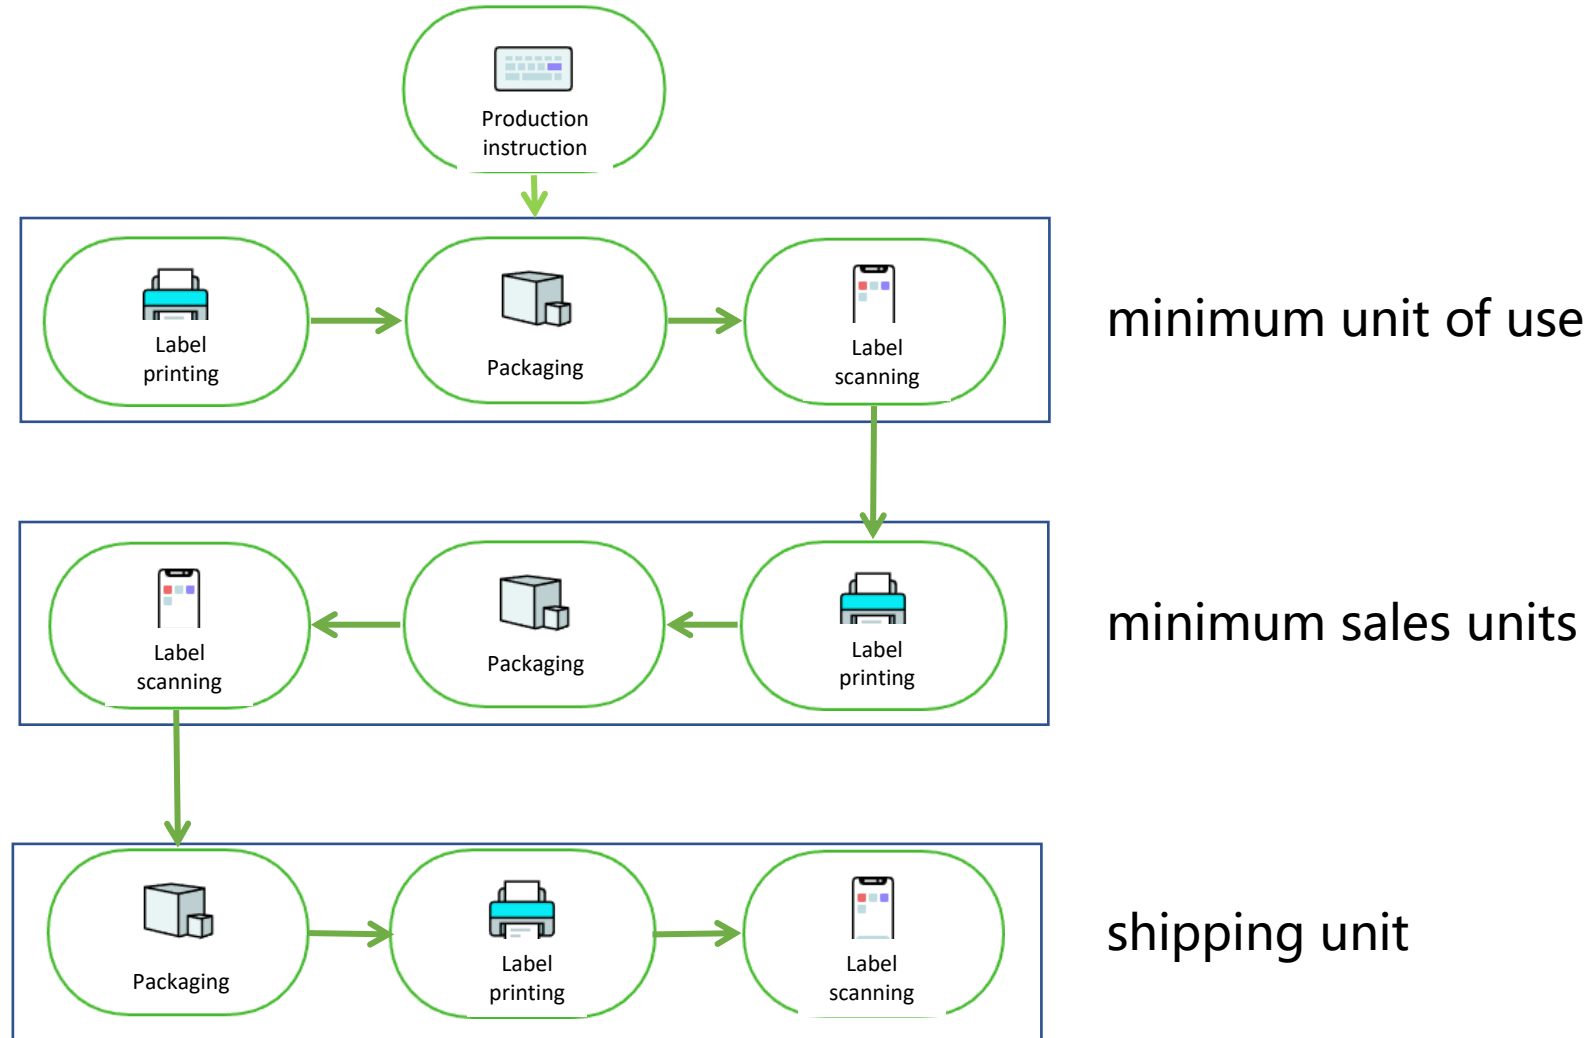 Production
instruction
Label
printing
Packaging
Label
scanning
minimum unit of use
Label
scanning
Packaging
Label
printing
minimum sales units
Packaging
Label
printing
Label
scanning
shipping unit